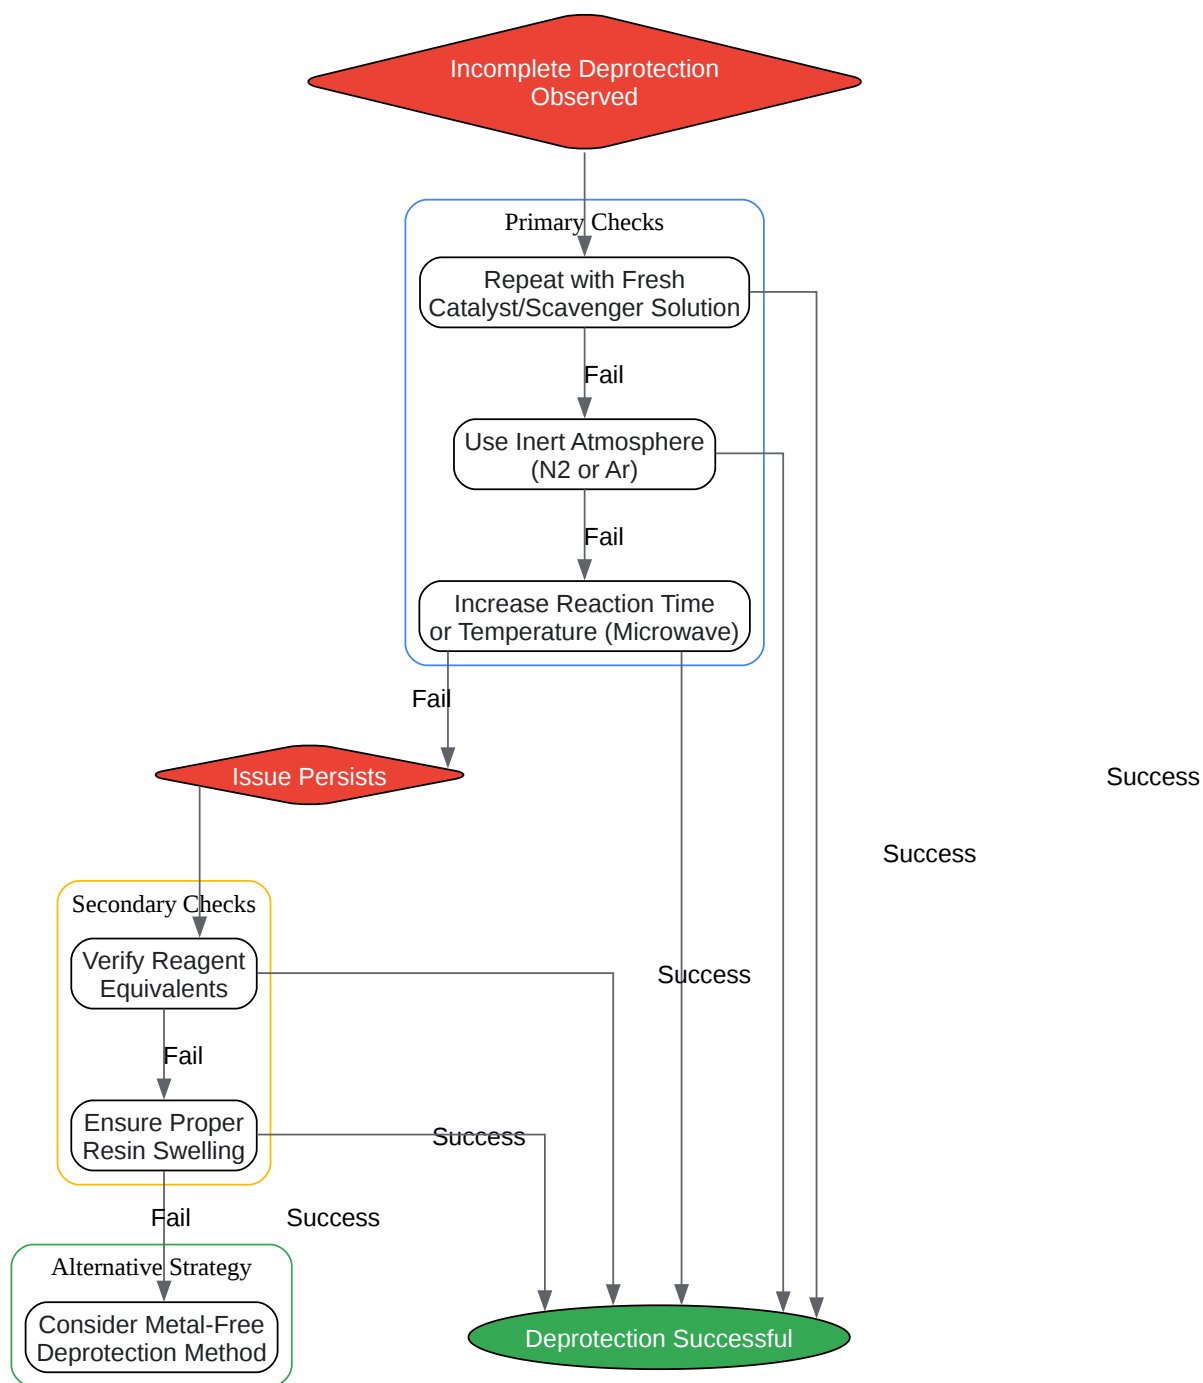 Incomplete Deprotection
Observed
Primary Checks
Repeat with Fresh
Catalyst/Scavenger Solution
Fail
Use Inert Atmosphere
(N2 or Ar)
Fail
Increase Reaction Time
or Temperature (Microwave)
Fail
Issue Persists
Success
Success
Secondary Checks
Verify Reagent
Equivalents
Success
Fail
Ensure Proper
Resin Swelling
Success
Fail
Success
Alternative Strategy
Consider Metal-Free
Deprotection Method
Deprotection Successful